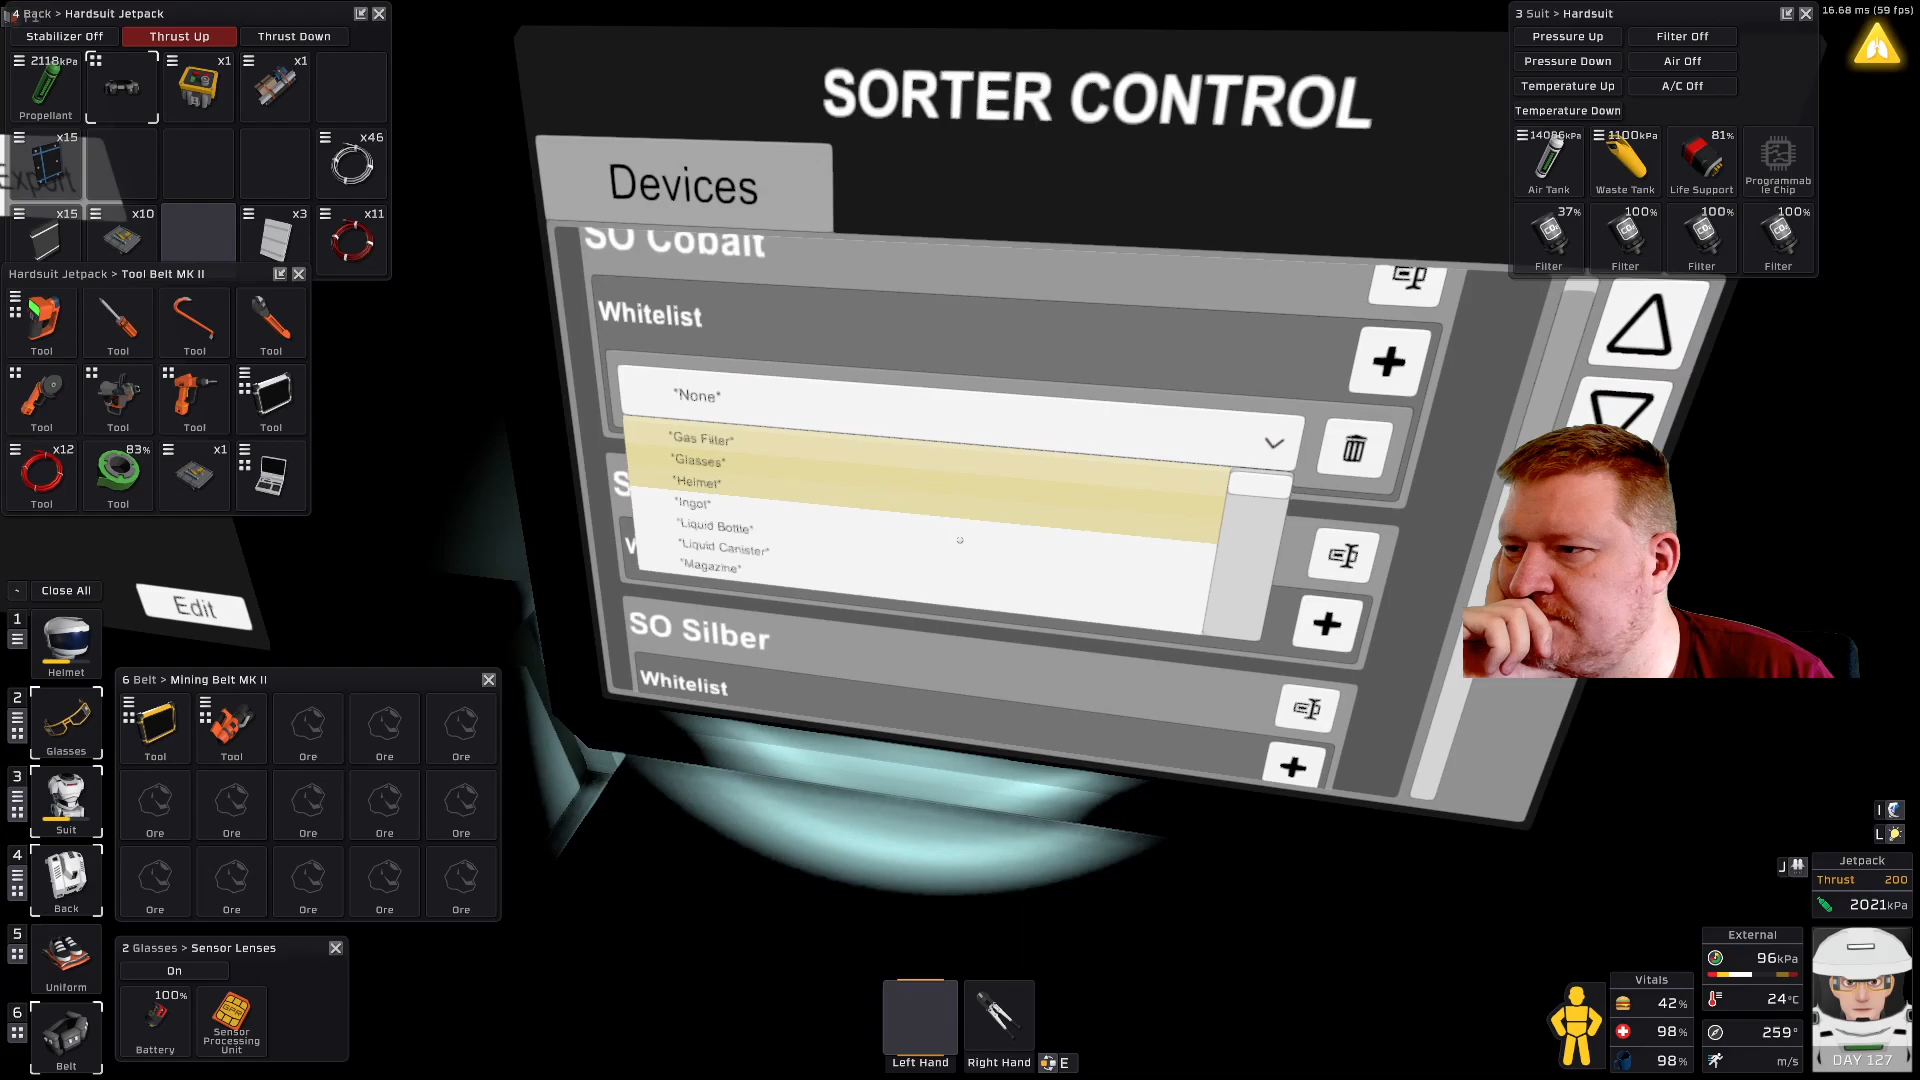 4 Back > Hardsuit Jetpack
Stabilizer Off
Thrust Up
Thrust Down
2118kPa
x1
x1
Propellant
x15
x46
x15
x10
x3
x11
Hardsuit Jetpack > Tool Belt MK II
Tool
Tool
Tool
Tool
Tool
Tool
Tool
Tool
x12
83%
x1
Tool
Tool
Edit
~
Close All
1
Helmet
2
Glasses
3
Suit
4
Back
5
Uniform
6
Belt
6 Belt > Mining Belt MK II
Tool
Tool
Ore
Ore
Ore
Ore
Ore
Ore
Ore
Ore
Ore
Ore
Ore
Ore
Ore
2 Glasses > Sensor Lenses
On
100%
Battery
Sensor
Processing
Unit
SORTER CONTROL
Devices
SO Cobalt
Whitelist
*None*
*Gas Filter*
*Glasses*
*Helmet*
*Ingot*
*Liquid Bottle*
*Liquid Canister*
*Magazine*
SO Silber
Whitelist
Left Hand
Right Hand
E
3 Suit > Hardsuit
Pressure Up
Filter Off
Pressure Down
Air Off
Temperature Up
A/C Off
Temperature Down
14086kPa
1100kPa
81%
Air Tank
Waste Tank
Life Support
Programmab
le Chip
37%
100%
100%
100%
Filter
Filter
Filter
Filter
16.68 ms (59 fps)
I
L
J
Jetpack
Thrust 200
2021kPa
External
96kPa
24°C
259°
m/s
Vitals
42%
98%
98%
DAY 127